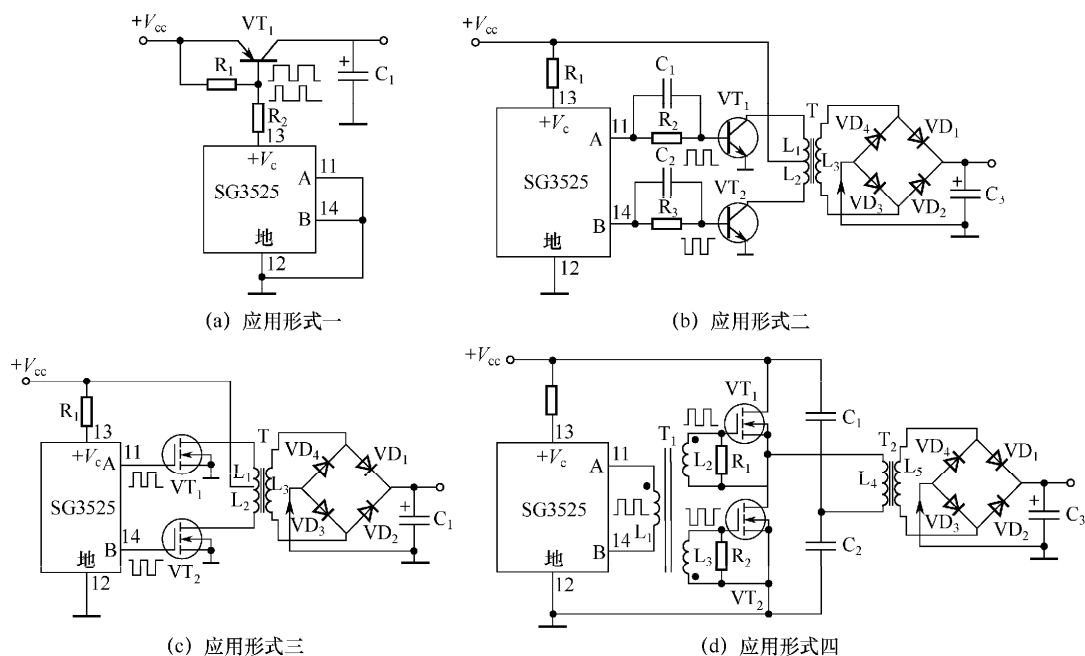 +Vcc
VT1
R1
C1
+
R2
13
+Vc
11
A
SG3525
14
B
地
12
(a) 应用形式一
+Vcc
R1
13
+Vc
11
A
SG3525
14
B
地
12
C1
R2
VT1
C2
R3
VT2
T
L1
L2
L3
VD4
VD1
VD3
VD2
+
C3
(b) 应用形式二
+Vcc
R1
13
+Vc
A
11
SG3525
B
14
地
12
VT1
VT2
T
L1
L2
L3
VD4
VD1
VD3
VD2
+
C1
(c) 应用形式三
+Vcc
13
+Vc
11
A
SG3525
B
14
地
12
L1
T1
L2
L3
VT1
R1
R2
VT2
C1
C2
T2
L4
L5
VD4
VD1
VD3
VD2
+
C3
(d) 应用形式四